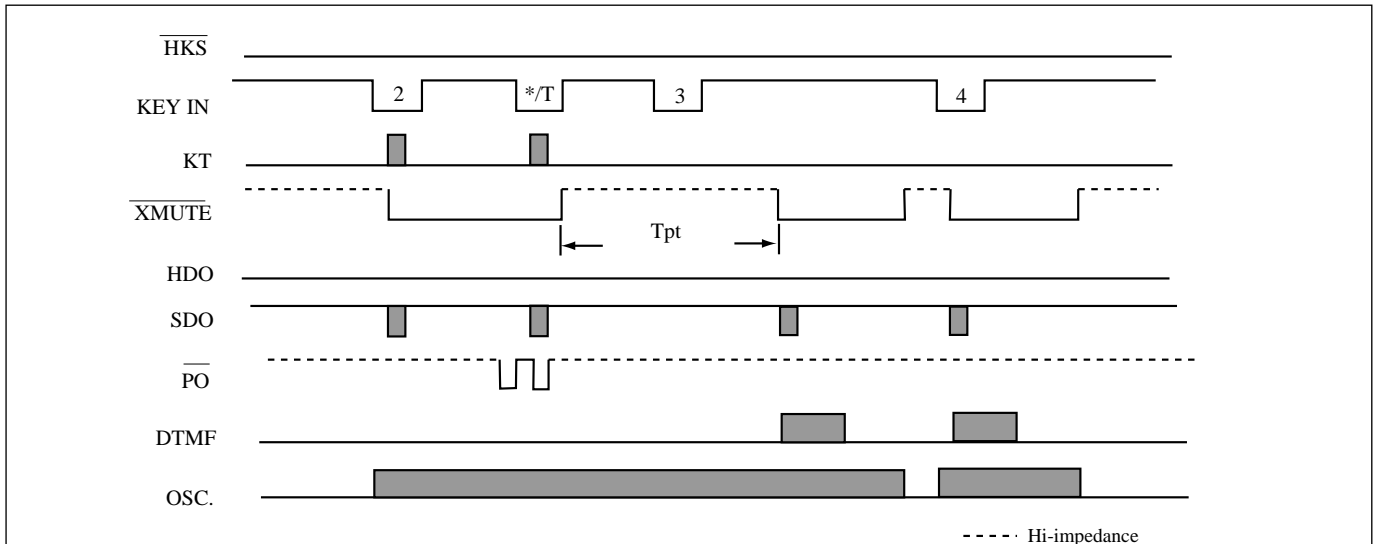 HKS
KEY IN 2 */T 3 4
KT
XMUTE
Tpt
HDO
SDO
PO
DTMF
OSC.
Hi-impedance